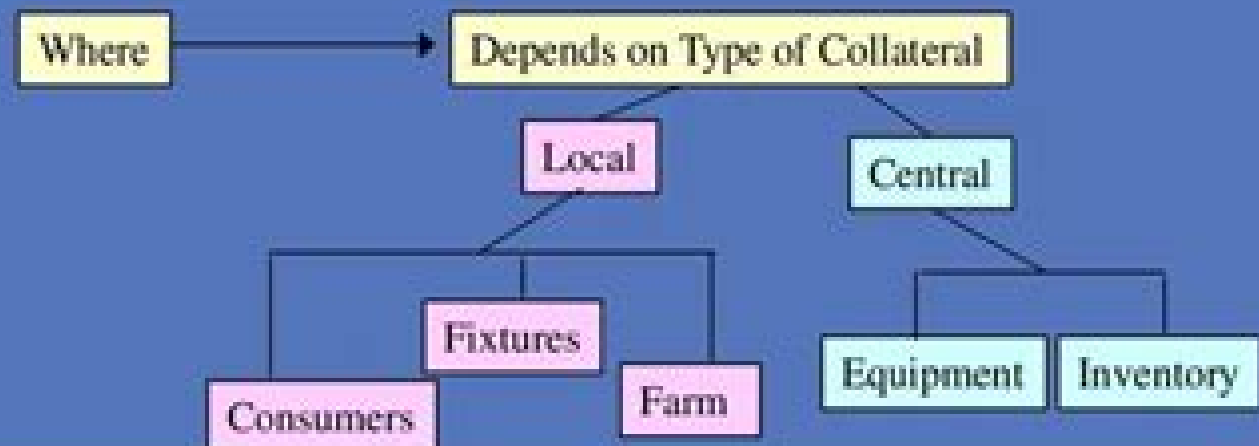 Where
Depends on Type of Collateral
Local
Central
Fixtures
Consumers
Farm
Equipment
Inventory